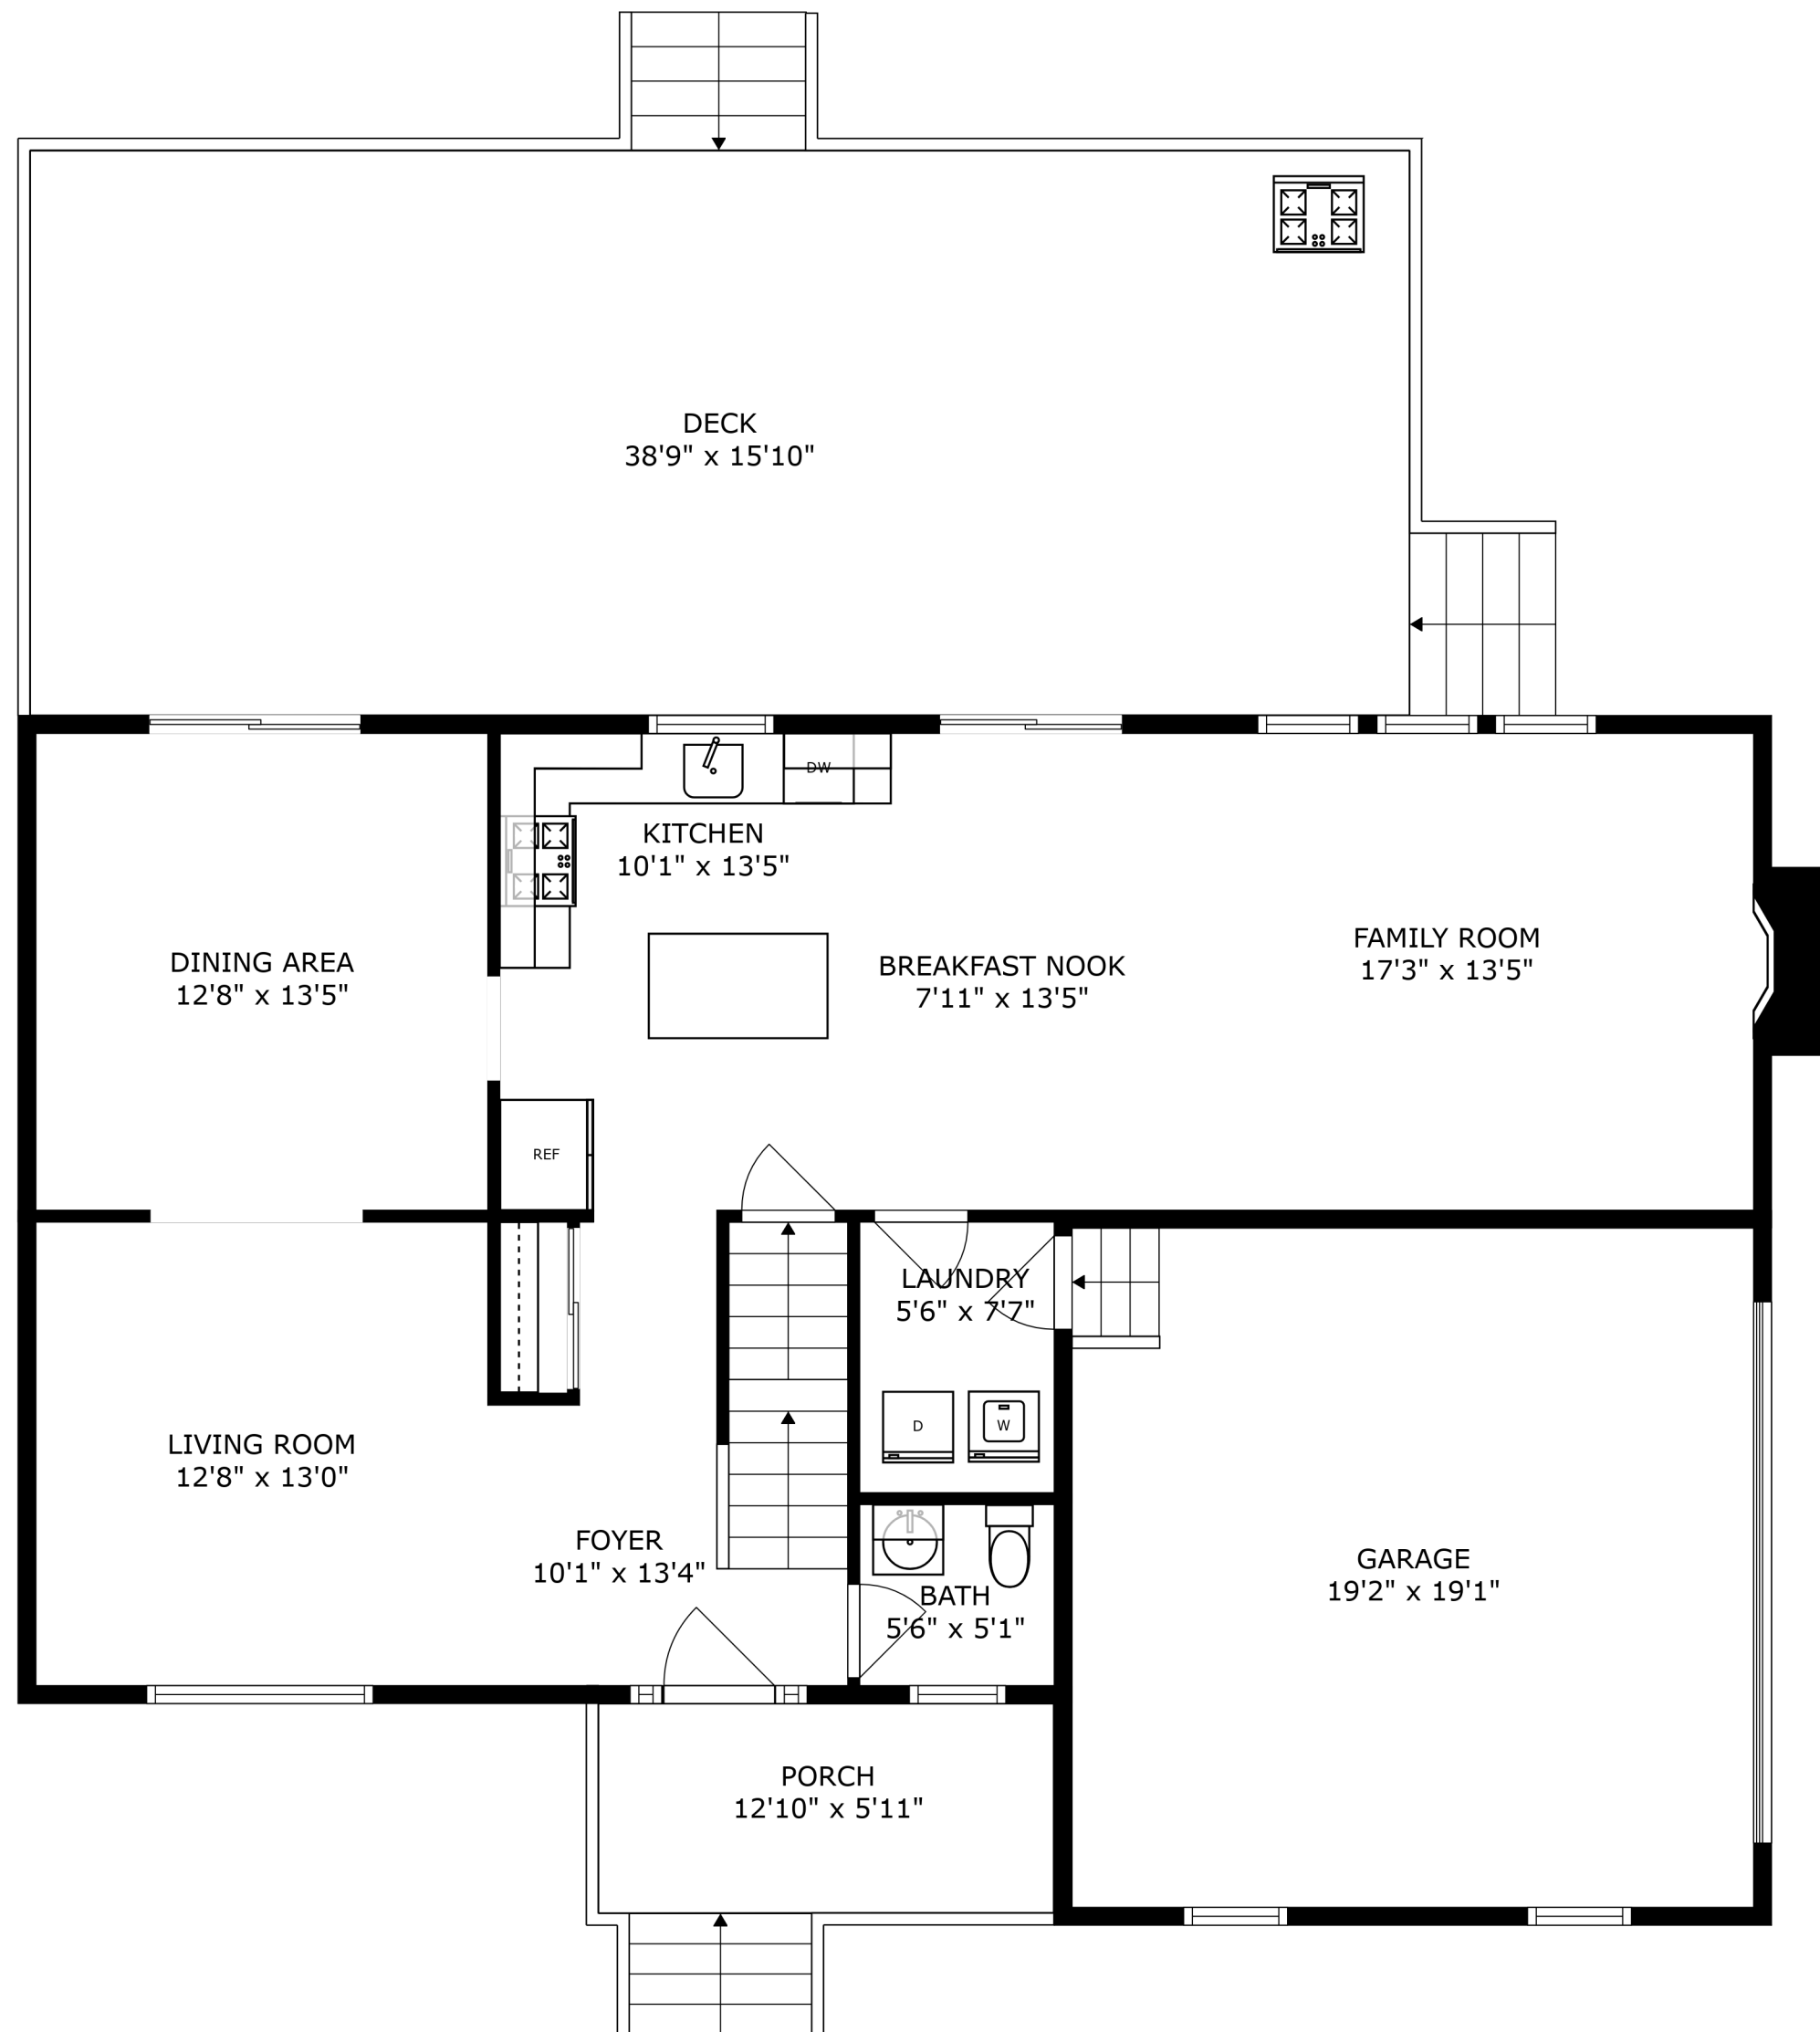 DECK
38'9" x 15'10"
DW
KITCHEN
10'1" x 13'5"
DINING AREA
12'8" x 13'5"
BREAKFAST NOOK
7'11" x 13'5"
FAMILY ROOM
17'3" x 13'5"
REF
LAUNDRY
5'6" x 7'7"
D
W
LIVING ROOM
12'8" x 13'0"
FOYER
10'1" x 13'4"
BATH
5'6" x 5'1"
GARAGE
19'2" x 19'1"
PORCH
12'10" x 5'11"